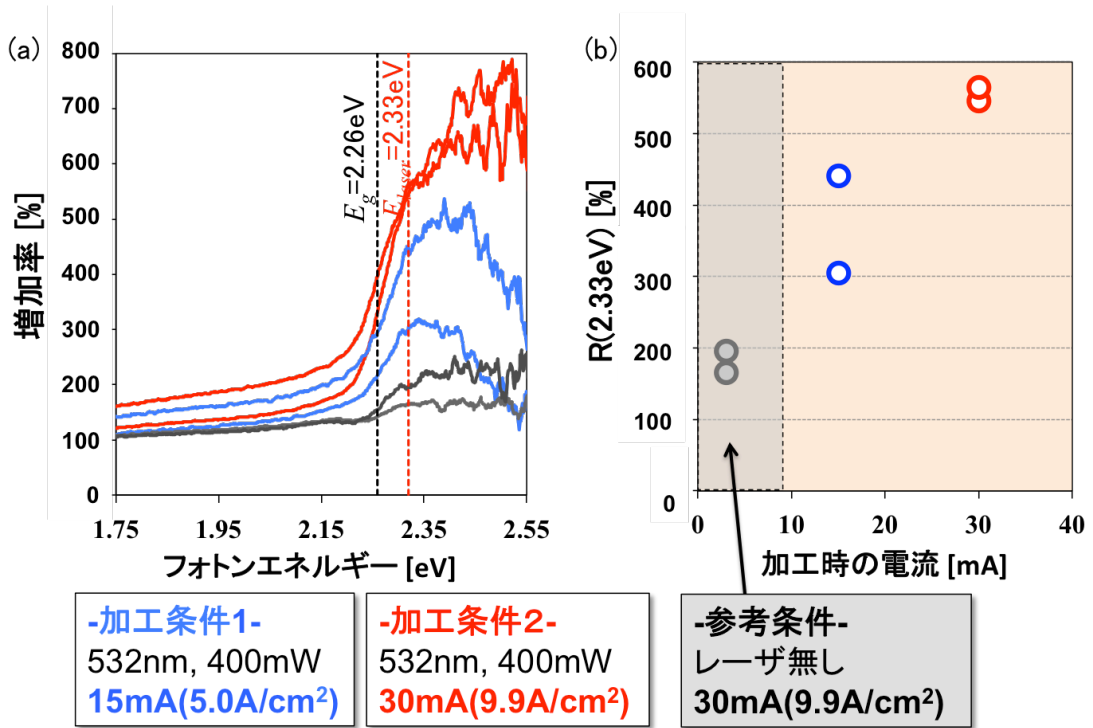 (a)
800
700
600
500
400
300
200
100
0
増加率 [%]
E_g=2.26eV
E_laser=2.33eV
1.75
1.95
2.15
2.35
2.55
フォトンエネルギー [eV]
(b)
600
500
400
300
200
100
0
R(2.33eV) [%]
0
10
20
30
40
加工時の電流 [mA]
-加工条件1-
532nm, 400mW
15mA(5.0A/cm²)
-加工条件２-
532nm, 400mW
30mA(9.9A/cm²)
-参考条件-
レーザ無し
30mA(9.9A/cm²)